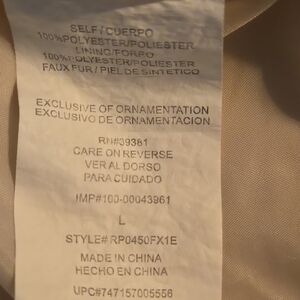 SELF/CUERPO
100%POLYESTER/POLIESTER
LINING/FORRO
100%POLYESTER/POLIESTER
FAUX FUR/PIEL DE SINTETICO
EXCLUSIVE OF ORNAMENTATION
EXCLUSIVO DE ORNAMENTACION
RN#39381
CARE ON REVERSE
VER AL DORSO
PARA CUIDADO
IMP#100-00043961
L
STYLE# RP0450FX1E
MADE IN CHINA
HECHO EN CHINA
UPC#747157005556